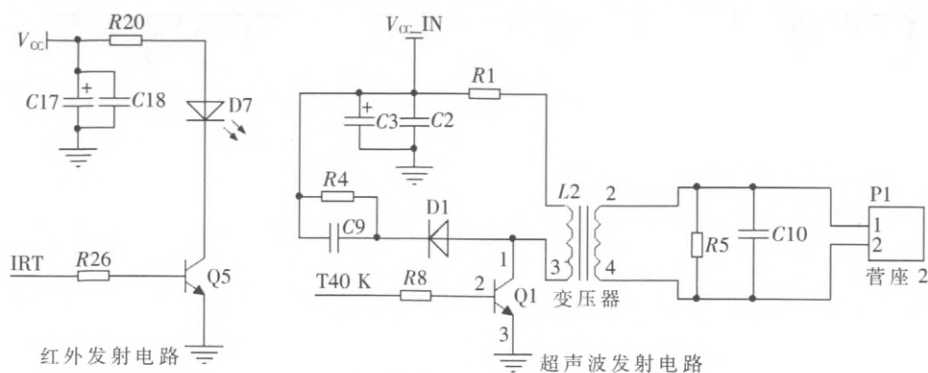 R20
V_CC
C17
+
C18
D7
IRT
R26
Q5
红外发射电路
V_CC_IN
R1
+
C3
C2
R4
C9
D1
L2
2
3
4
1
T40 K
R8
2
Q1
3
变压器
R5
C10
P1
1
2
菅座 2
超声波发射电路